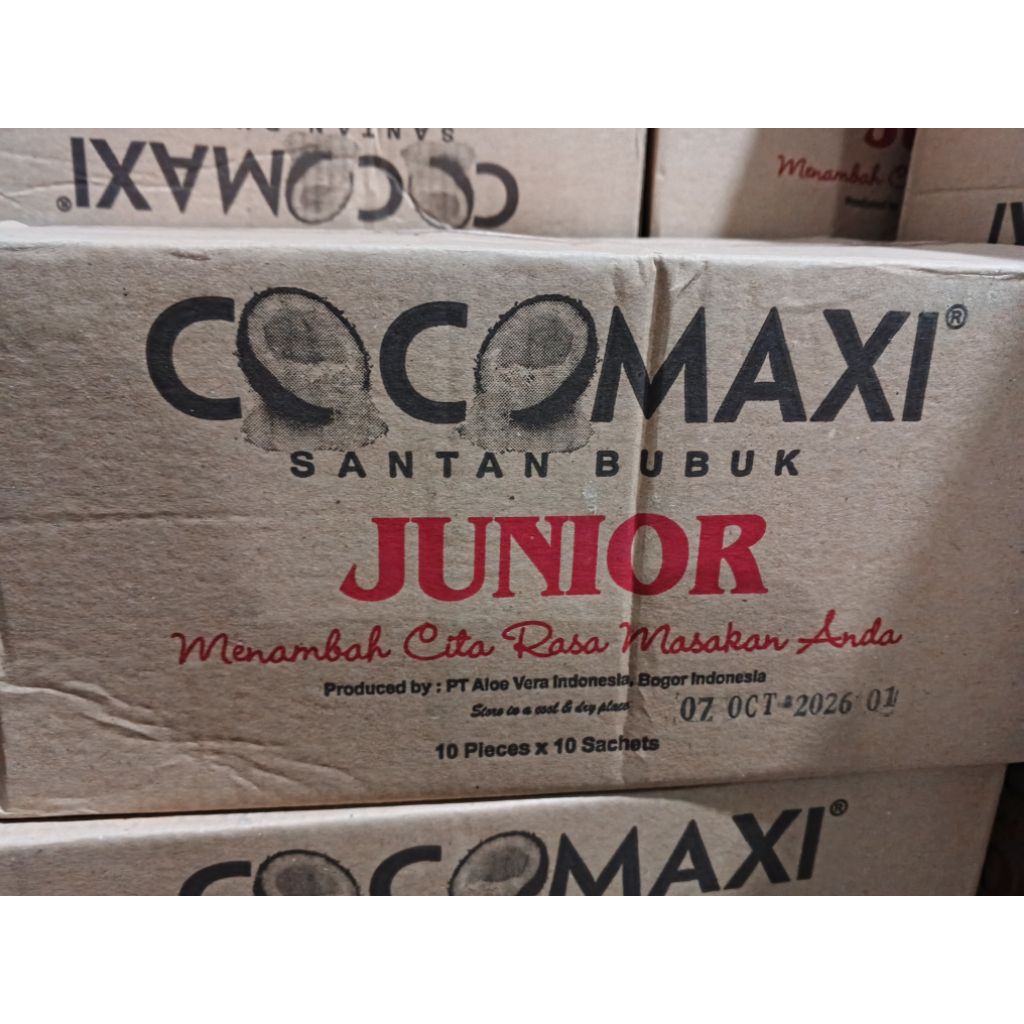 COCOMAXI®
SANTAN
Menambah
COCOMAXI®
SANTAN BUBUK
JUNIOR
Menambah Cita Rasa Masakan Anda
Produced by : PT Aloe Vera Indonesia, Bogor Indonesia
Store in a cool & dry place
07 OCT 2026 01
10 Pieces x 10 Sachets
COCOMAXI®